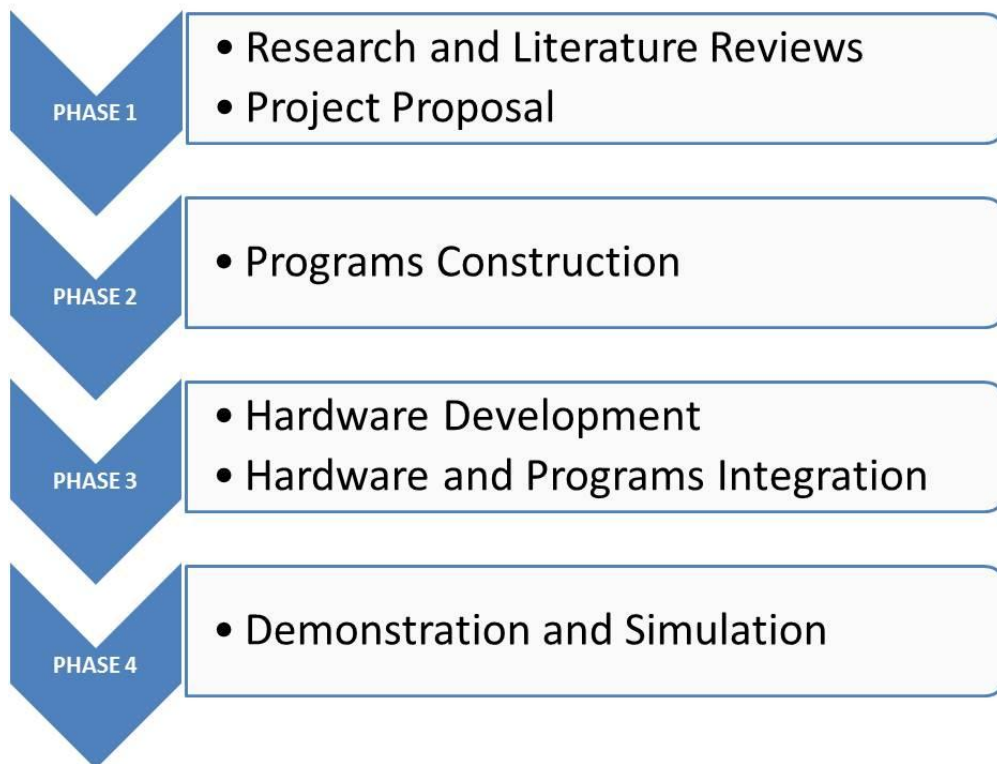 PHASE 1
• Research and Literature Reviews
• Project Proposal
PHASE 2
• Programs Construction
PHASE 3
• Hardware Development
• Hardware and Programs Integration
PHASE 4
• Demonstration and Simulation